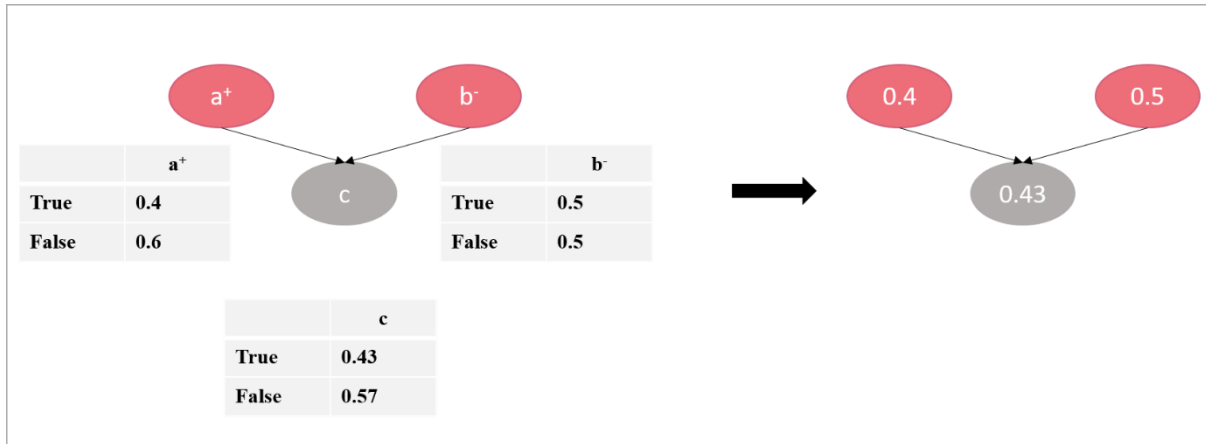 a⁺
b⁻
c
a⁺
True 0.4
False 0.6
b⁻
True 0.5
False 0.5
c
True 0.43
False 0.57
0.4
0.5
0.43